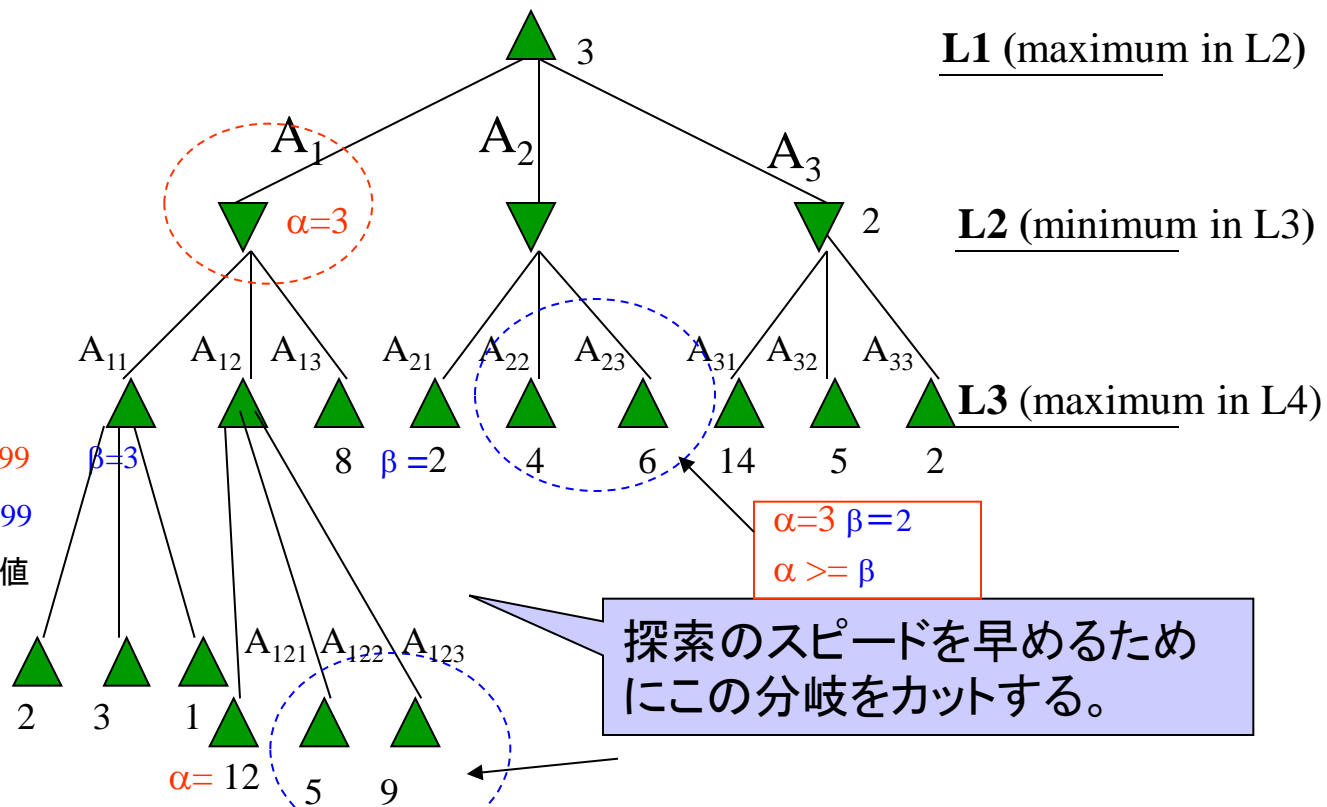 3
L1 (maximum in L2)
A1 A2 A3
α=3
2
L2 (minimum in L3)
A11 A12 A13 A21 A22 A23 A31 A32 A33
L3 (maximum in L4)
99 β=3 8 β =2 4 6 14 5 2
99
値
α=3 β＝2
α >= β
探索のスピードを早めるため
にこの分岐をカットする。
A121 A122 A123
2 3 1
α= 12 5 9